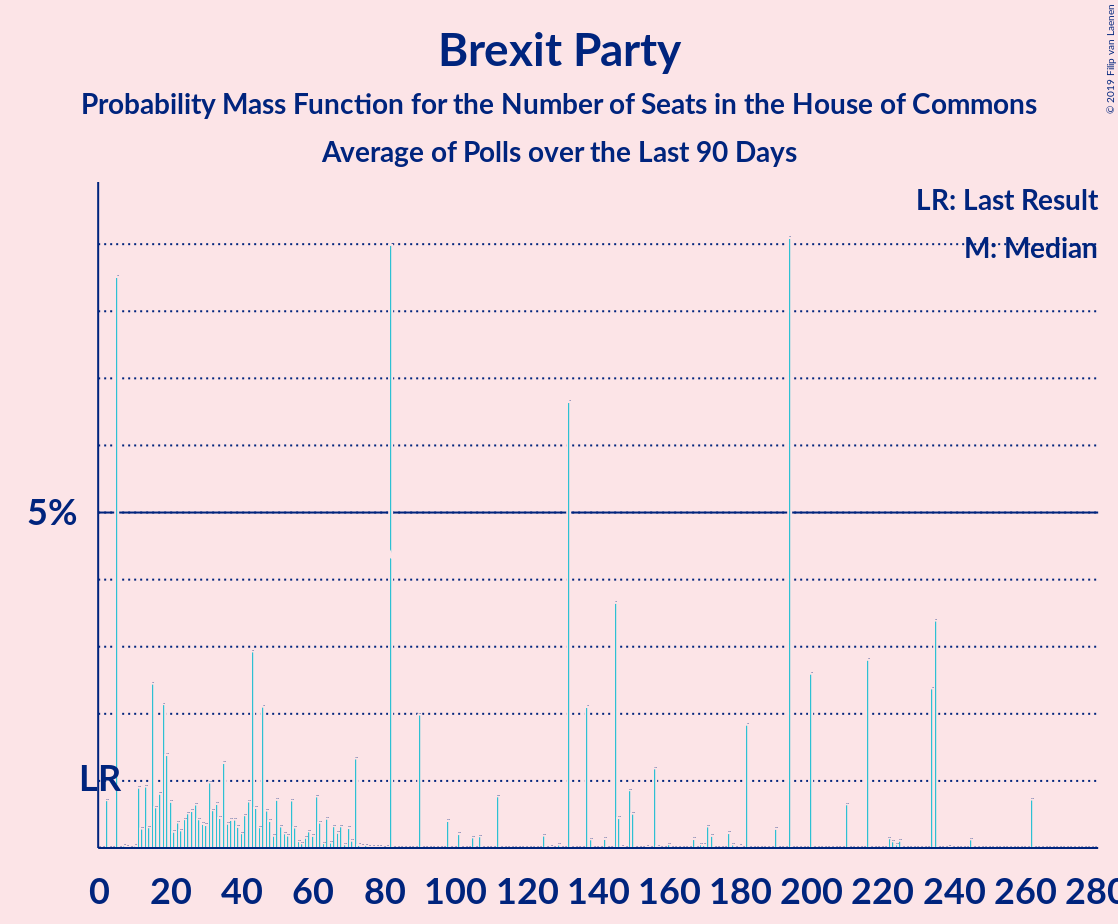 Brexit Party
Probability Mass Function for the Number of Seats in the House of Commons
Average of Polls over the Last 90 Days
© 2019 Filip van Laenen
LR: Last Result
M: Median
5%
LR
0 20 40 60 80 100 120 140 160 180 200 220 240 260 280